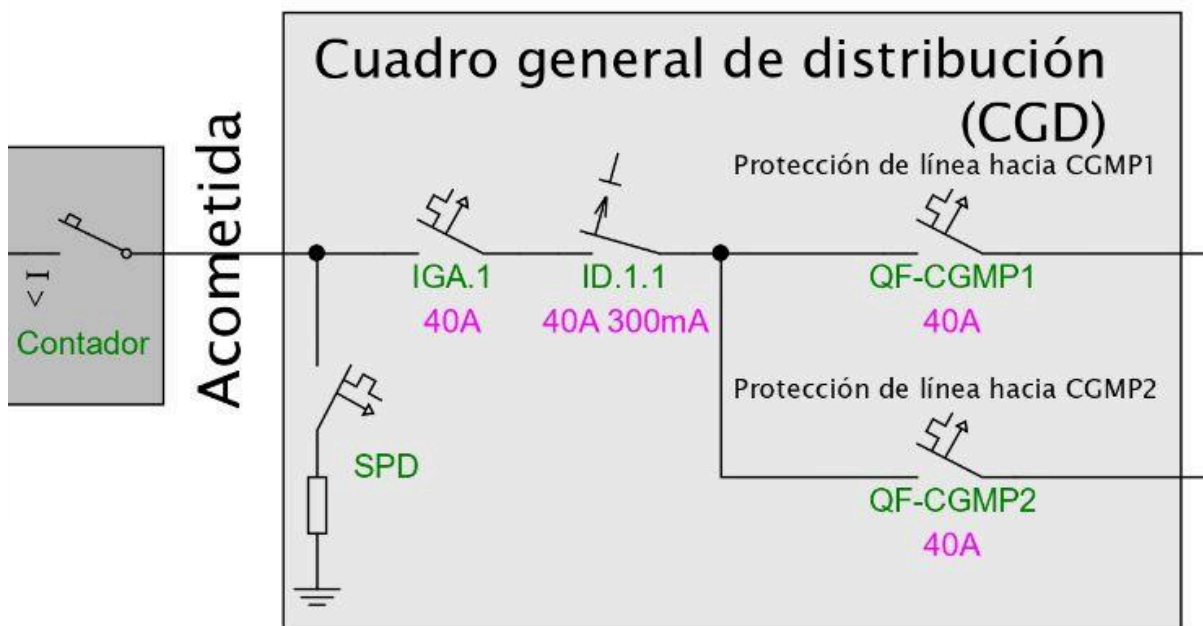 Cuadro general de distribución
(CGD)
Acometida
Protección de línea hacia CGMP1
IGA.1
40A
ID.1.1
40A 300mA
QF-CGMP1
40A
< I
Contador
Protección de línea hacia CGMP2
SPD
QF-CGMP2
40A